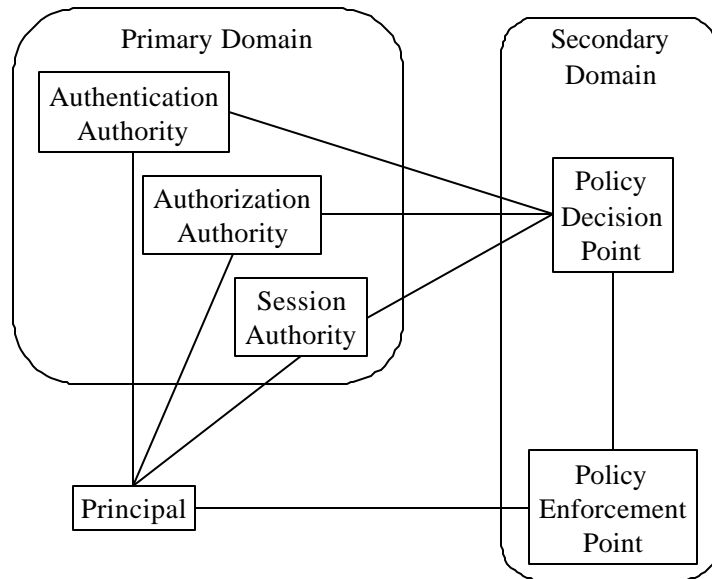 Primary Domain
Authentication
Authority
Authorization
Authority
Session
Authority
Principal
Secondary
Domain
Policy
Decision
Point
Policy
Enforcement
Point